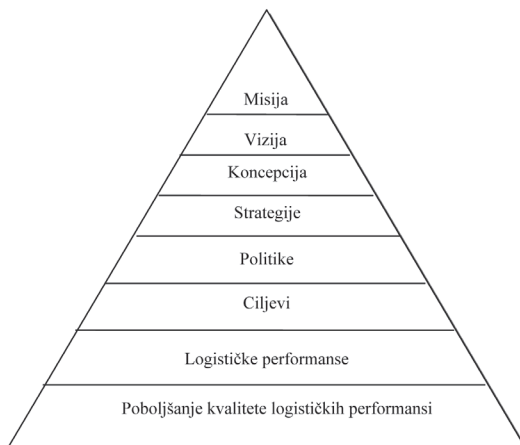 Misija
Vizija
Koncepcija
Strategije
Politike
Ciljevi
Logističke performanse
Poboljšanje kvalitete logističkih performansi